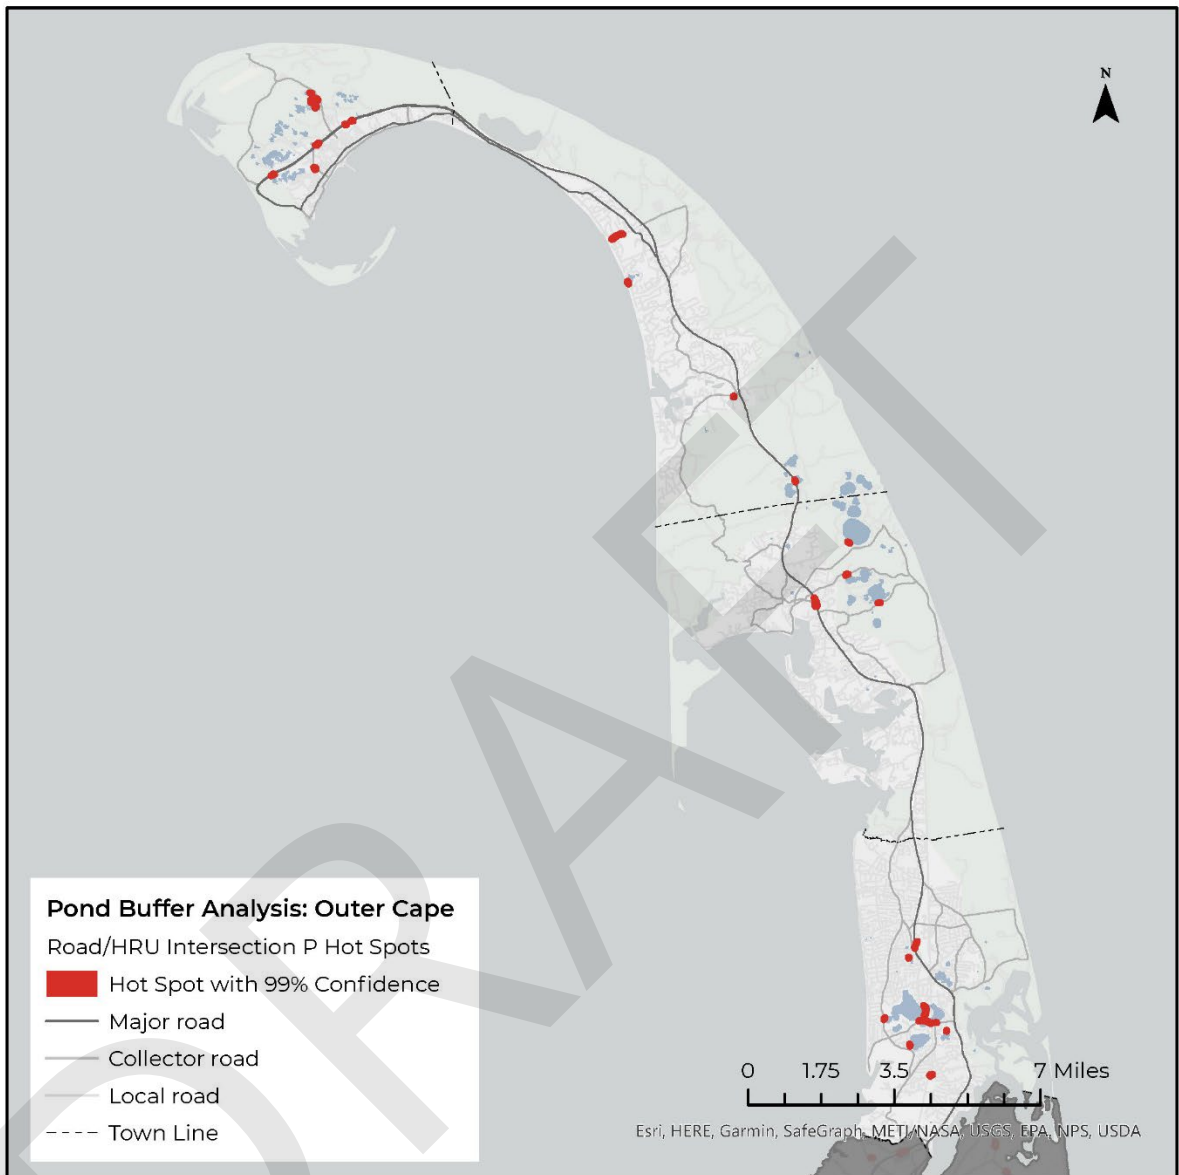 N
DRAFT
Pond Buffer Analysis: Outer Cape
Road/HRU Intersection P Hot Spots
Hot Spot with 99% Confidence
Major road
Collector road
Local road
Town Line
0 1.75 3.5 7 Miles
Esri, HERE, Garmin, SafeGraph, METI/NASA, USGS, EPA, NPS, USDA